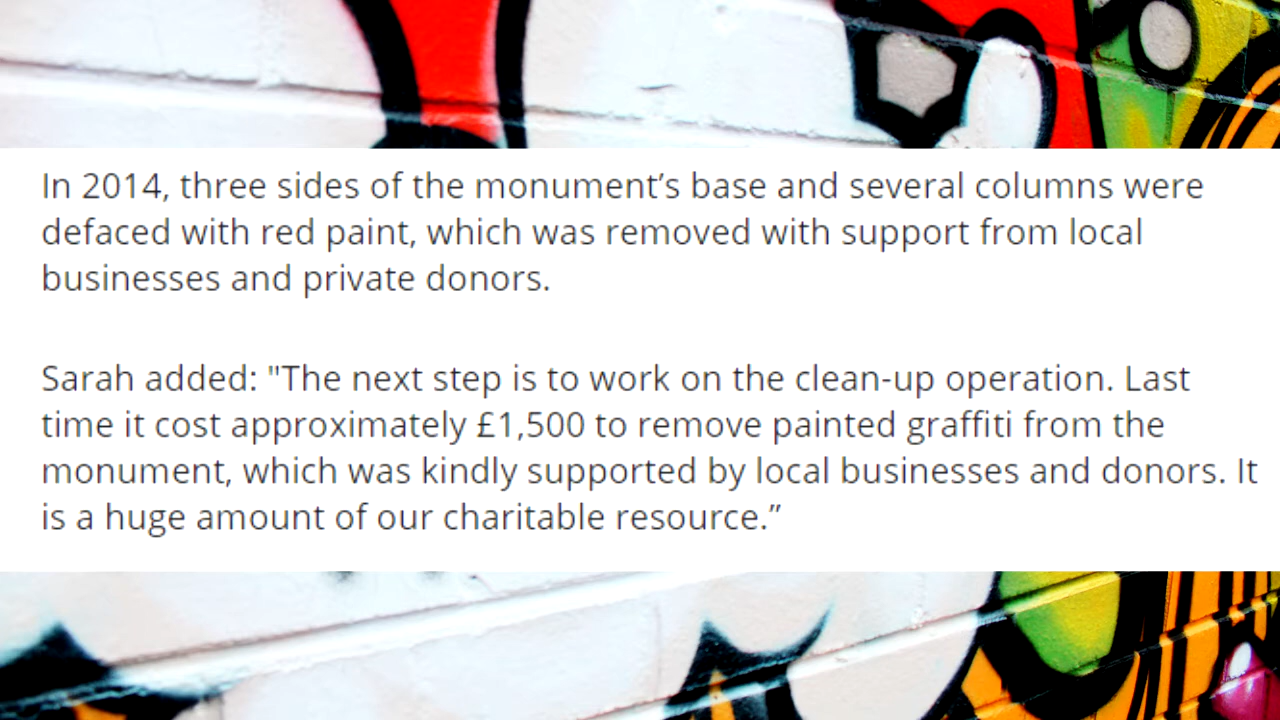 In 2014, three sides of the monument’s base and several columns were
defaced with red paint, which was removed with support from local
businesses and private donors.
Sarah added: "The next step is to work on the clean-up operation. Last
time it cost approximately £1,500 to remove painted graffiti from the
monument, which was kindly supported by local businesses and donors. It
is a huge amount of our charitable resource.”